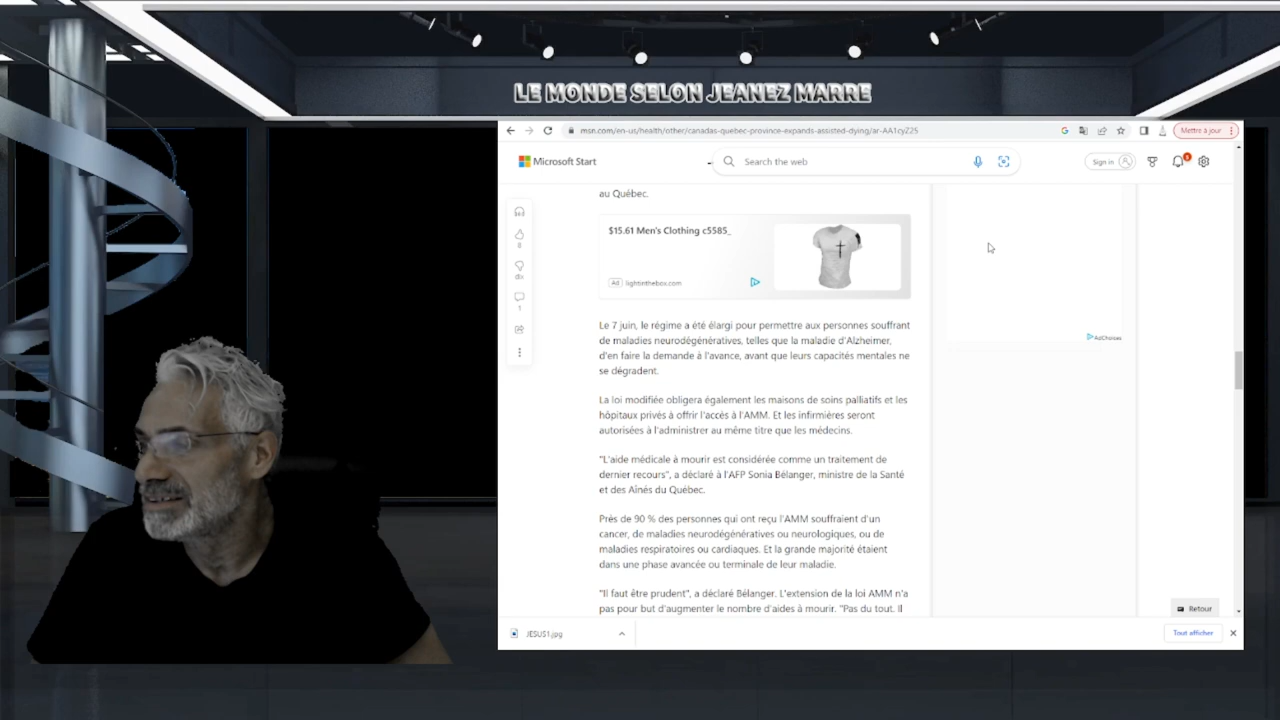 LE MONDE SELON JEANEZ MARRE
msn.com/en-us/health/other/canadas-quebec-province-expands-assisted-dying/ar-AA1cyZ25
Mettre à jour
Microsoft Start
Search the web
Sign in
au Québec.
$15.61 Men's Clothing c5585_
Ad lightinthebox.com
8
dix
1
AdChoices
Le 7 juin, le régime a été élargi pour permettre aux personnes souffrant
de maladies neurodégénératives, telles que la maladie d'Alzheimer,
d'en faire la demande à l'avance, avant que leurs capacités mentales ne
se dégradent.
La loi modifiée obligera également les maisons de soins palliatifs et les
hôpitaux privés à offrir l'accès à l'AMM. Et les infirmières seront
autorisées à l'administrer au même titre que les médecins.
"L'aide médicale à mourir est considérée comme un traitement de
dernier recours", a déclaré à l'AFP Sonia Bélanger, ministre de la Santé
et des Aînés du Québec.
Près de 90 % des personnes qui ont reçu l'AMM souffraient d'un
cancer, de maladies neurodégénératives ou neurologiques, ou de
maladies respiratoires ou cardiaques. Et la grande majorité étaient
dans une phase avancée ou terminale de leur maladie.
"Il faut être prudent", a déclaré Bélanger. L'extension de la loi AMM n'a
pas pour but d'augmenter le nombre d'aides à mourir. "Pas du tout. Il
Retour
JESUS1.jpg
Tout afficher